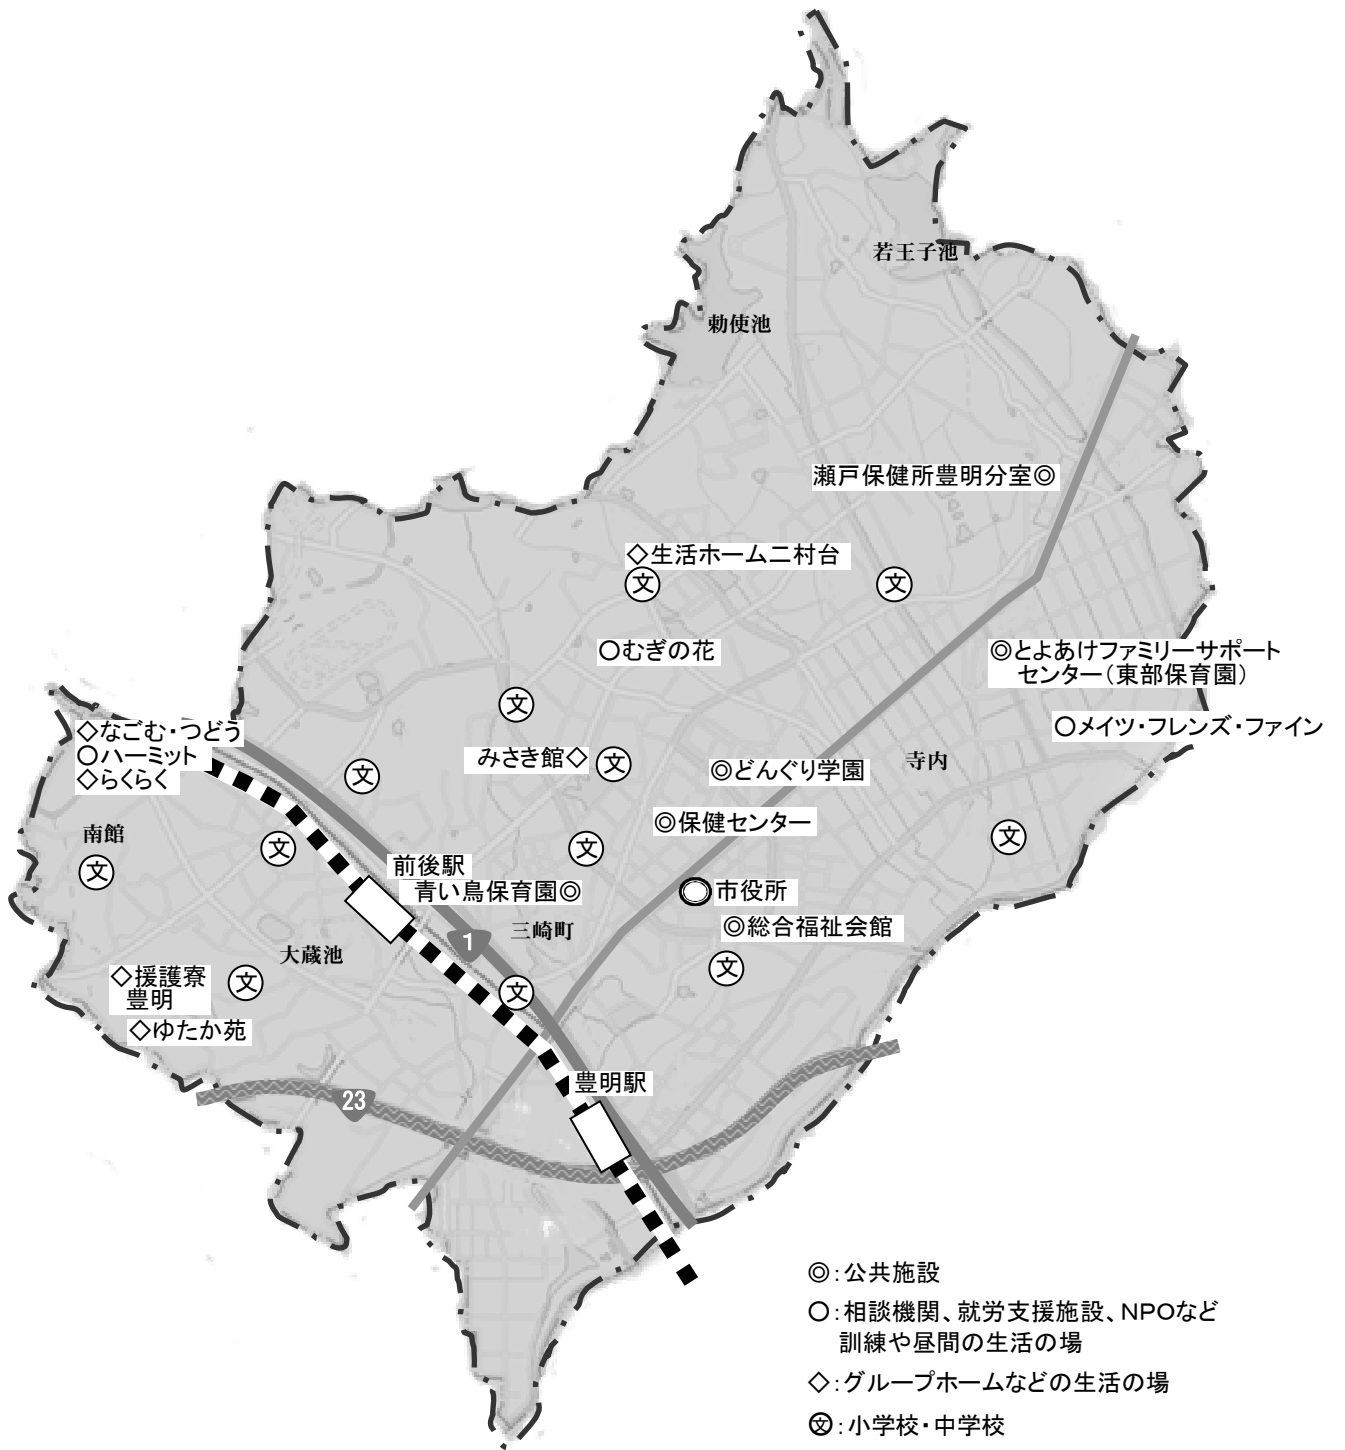 若王子池
勅使池
瀬戸保健所豊明分室◎
◇生活ホーム二村台
文
文
○むぎの花
◎とよあけファミリーサポート
センター(東部保育園)
文
○メイツ・フレンズ・ファイン
◇なごむ・つどう
○ハーミット
◇らくらく
みさき館◇
文
文
◎どんぐり学園
寺内
◎保健センター
南館
文
文
文
文
前後駅
青い鳥保育園◎
市役所
◎総合福祉会館
三崎町
1
大蔵池
文
◇援護寮
豊明
文
文
◇ゆたか苑
豊明駅
23
◎:公共施設
○:相談機関、就労支援施設、NPOなど
訓練や昼間の生活の場
◇:グループホームなどの生活の場
文:小学校・中学校